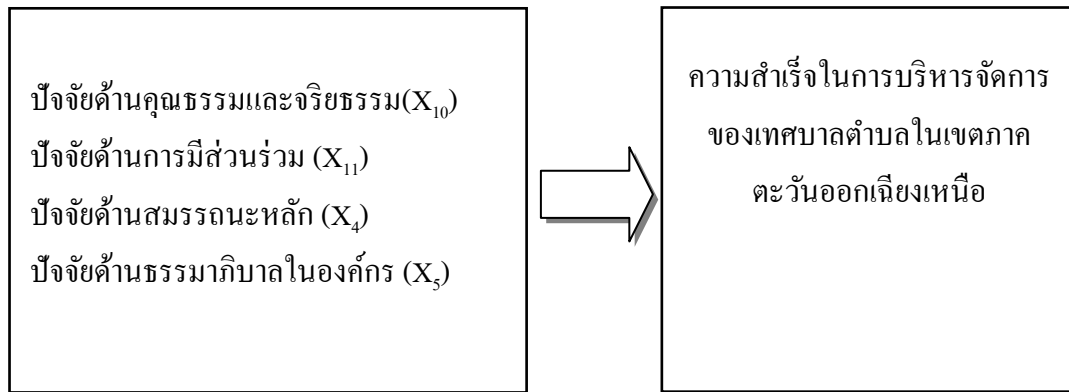 ปัจจัยด้านคุณธรรมและจริยธรรม(X₁₀)
ปัจจัยด้านการมีส่วนร่วม (X₁₁)
ปัจจัยด้านสมรรถนะหลัก (X₄)
ปัจจัยด้านธรรมาภิบาลในองค์กร (X₅)
ความสำเร็จในการบริหารจัดการ
ของเทศบาลตำบลในเขตภาค
ตะวันออกเฉียงเหนือ